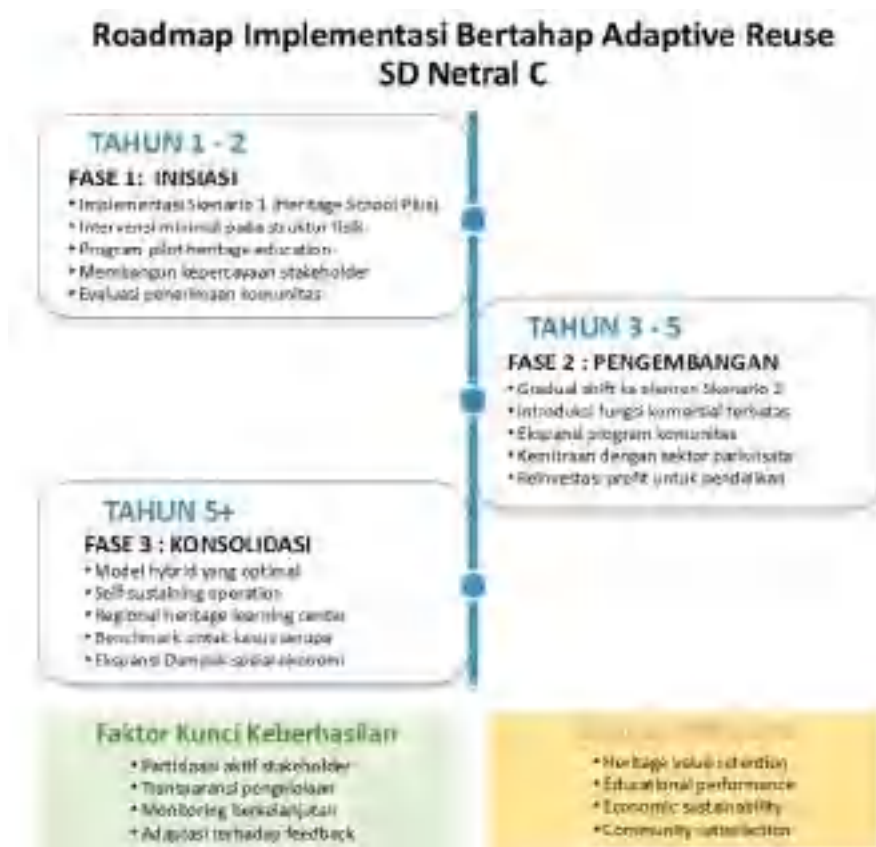 Roadmap Implementasi Bertahap Adaptive Reuse
SD Netral C
TAHUN 1 - 2
FASE 1: INISIASI
• Implementasi Skenario 1 (Heritage School Plus)
• Intervensi minimal pada struktur fisik
• Program pilot heritage education
• Membangun kepercayaan stakeholder
• Evaluasi penerimaan komunitas
TAHUN 3 - 5
FASE 2 : PENGEMBANGAN
• Gradual shift ke elemen Skenario 2
• Introduksi fungsi komersial terbatas
• Ekspansi program komunitas
• Kemitraan dengan sektor pariwisata
• Reinvestasi profit untuk pendidikan
TAHUN 5+
FASE 3 : KONSOLIDASI
• Model hybrid yang optimal
• Self-sustaining operation
• Regional heritage learning center
• Benchmark untuk kasus serupa
• Ekspansi Dampak sosial ekonomi
Faktor Kunci Keberhasilan
• Partisipasi aktif stakeholder
• Transparansi pengelolaan
• Monitoring berkelanjutan
• Adaptasi terhadap feedback
• Heritage value retention
• Educational performance
• Economic sustainability
• Community satisfaction